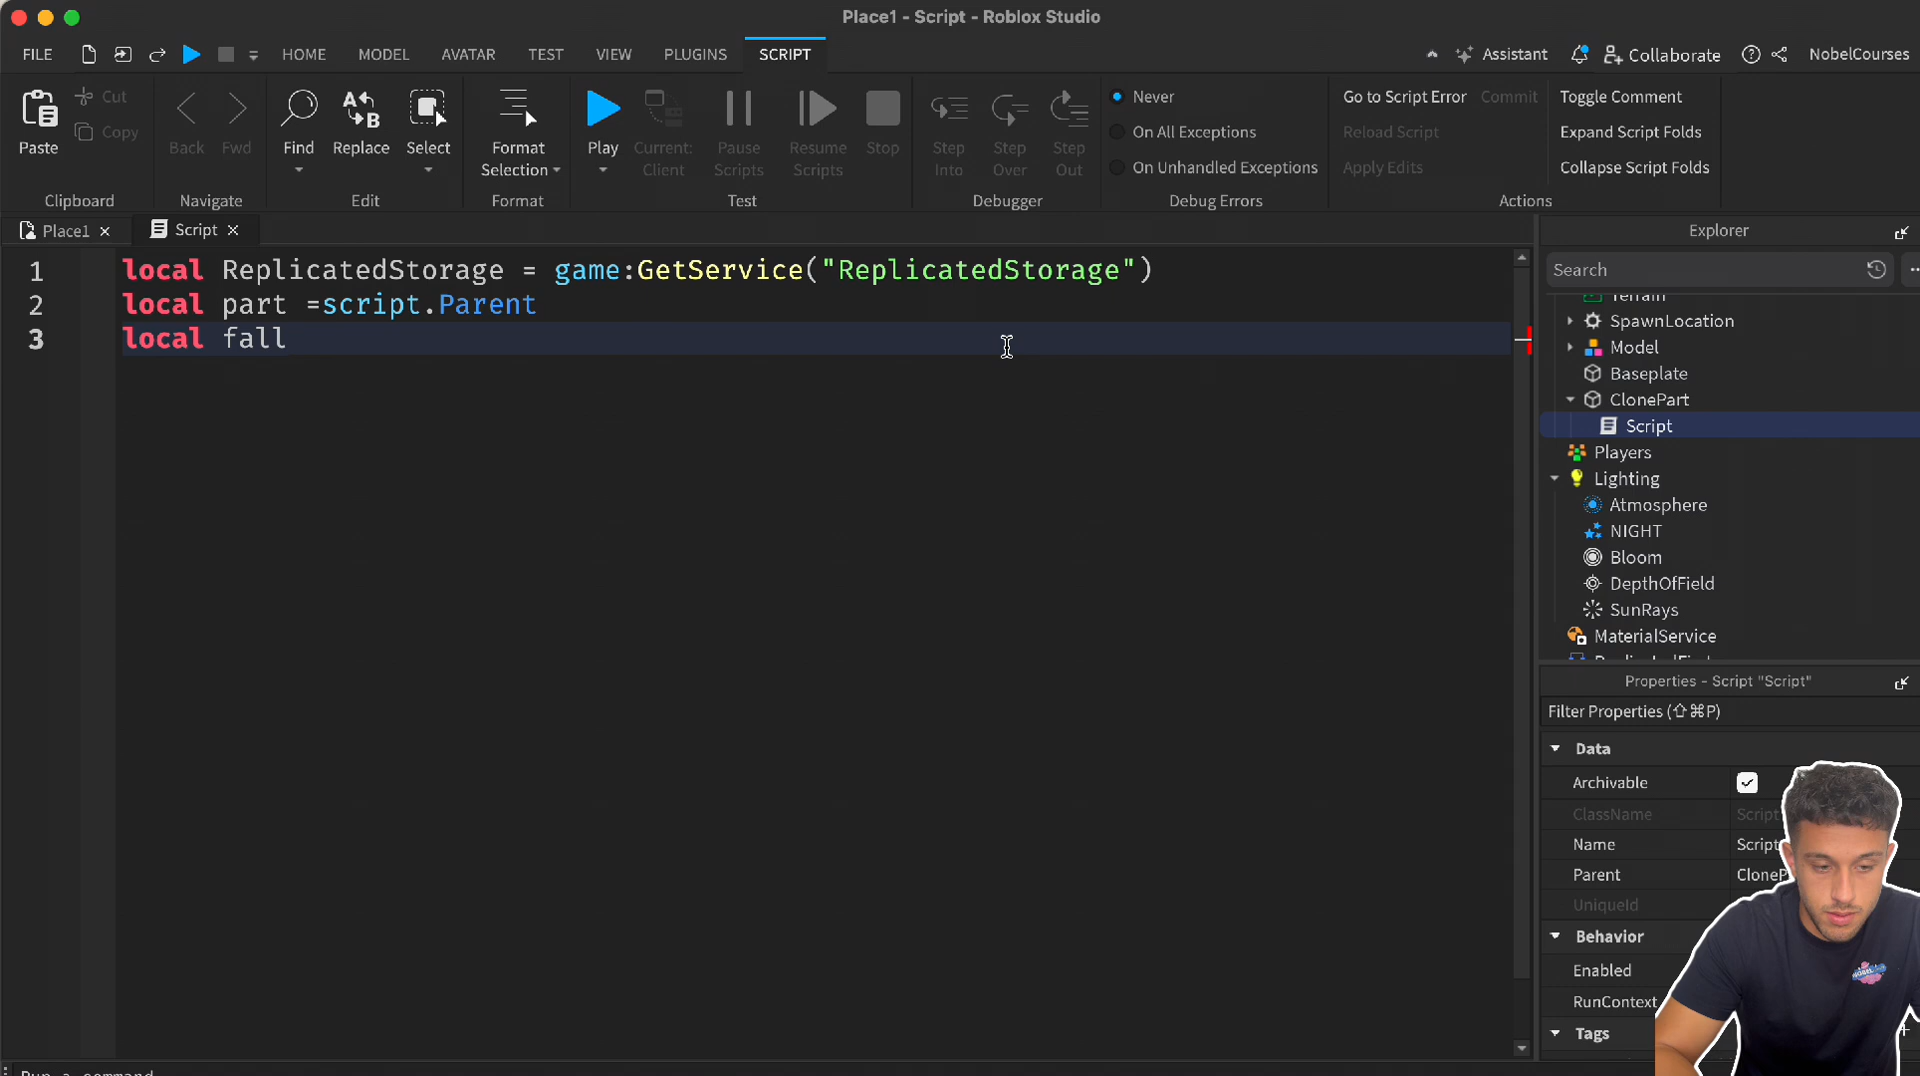 Place1 - Script - Roblox Studio
FILE HOME MODEL AVATAR TEST VIEW PLUGINS SCRIPT Assistant Collaborate NobelCourses
Paste
Cut
Copy
Clipboard
Back
Fwd
Navigate
Find
Replace
Select
Edit
Format
Selection
Format
Play
Current:
Client
Pause
Scripts
Resume
Scripts
Stop
Test
Step
Into
Step
Over
Step
Out
Debugger
Never
On All Exceptions
On Unhandled Exceptions
Debug Errors
Go to Script Error
Commit
Reload Script
Apply Edits
Toggle Comment
Expand Script Folds
Collapse Script Folds
Actions
Place1
Script
1 local ReplicatedStorage = game:GetService("ReplicatedStorage")
2 local part =script.Parent
3 local fall
Explorer
Search
Terrain
SpawnLocation
Model
Baseplate
ClonePart
Script
Players
Lighting
Atmosphere
NIGHT
Bloom
DepthOfField
SunRays
MaterialService
Properties - Script "Script"
Filter Properties (⇧⌘P)
Data
Archivable
ClassName Script
Name Script
Parent
UniqueId
Behavior
Enabled
RunContext
Tags
Run a command